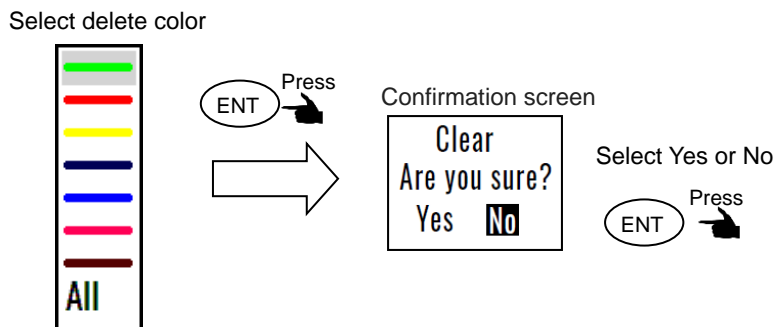 Select delete color
All
ENT
Press
Confirmation screen
Clear
Are you sure?
Yes No
Select Yes or No
ENT
Press